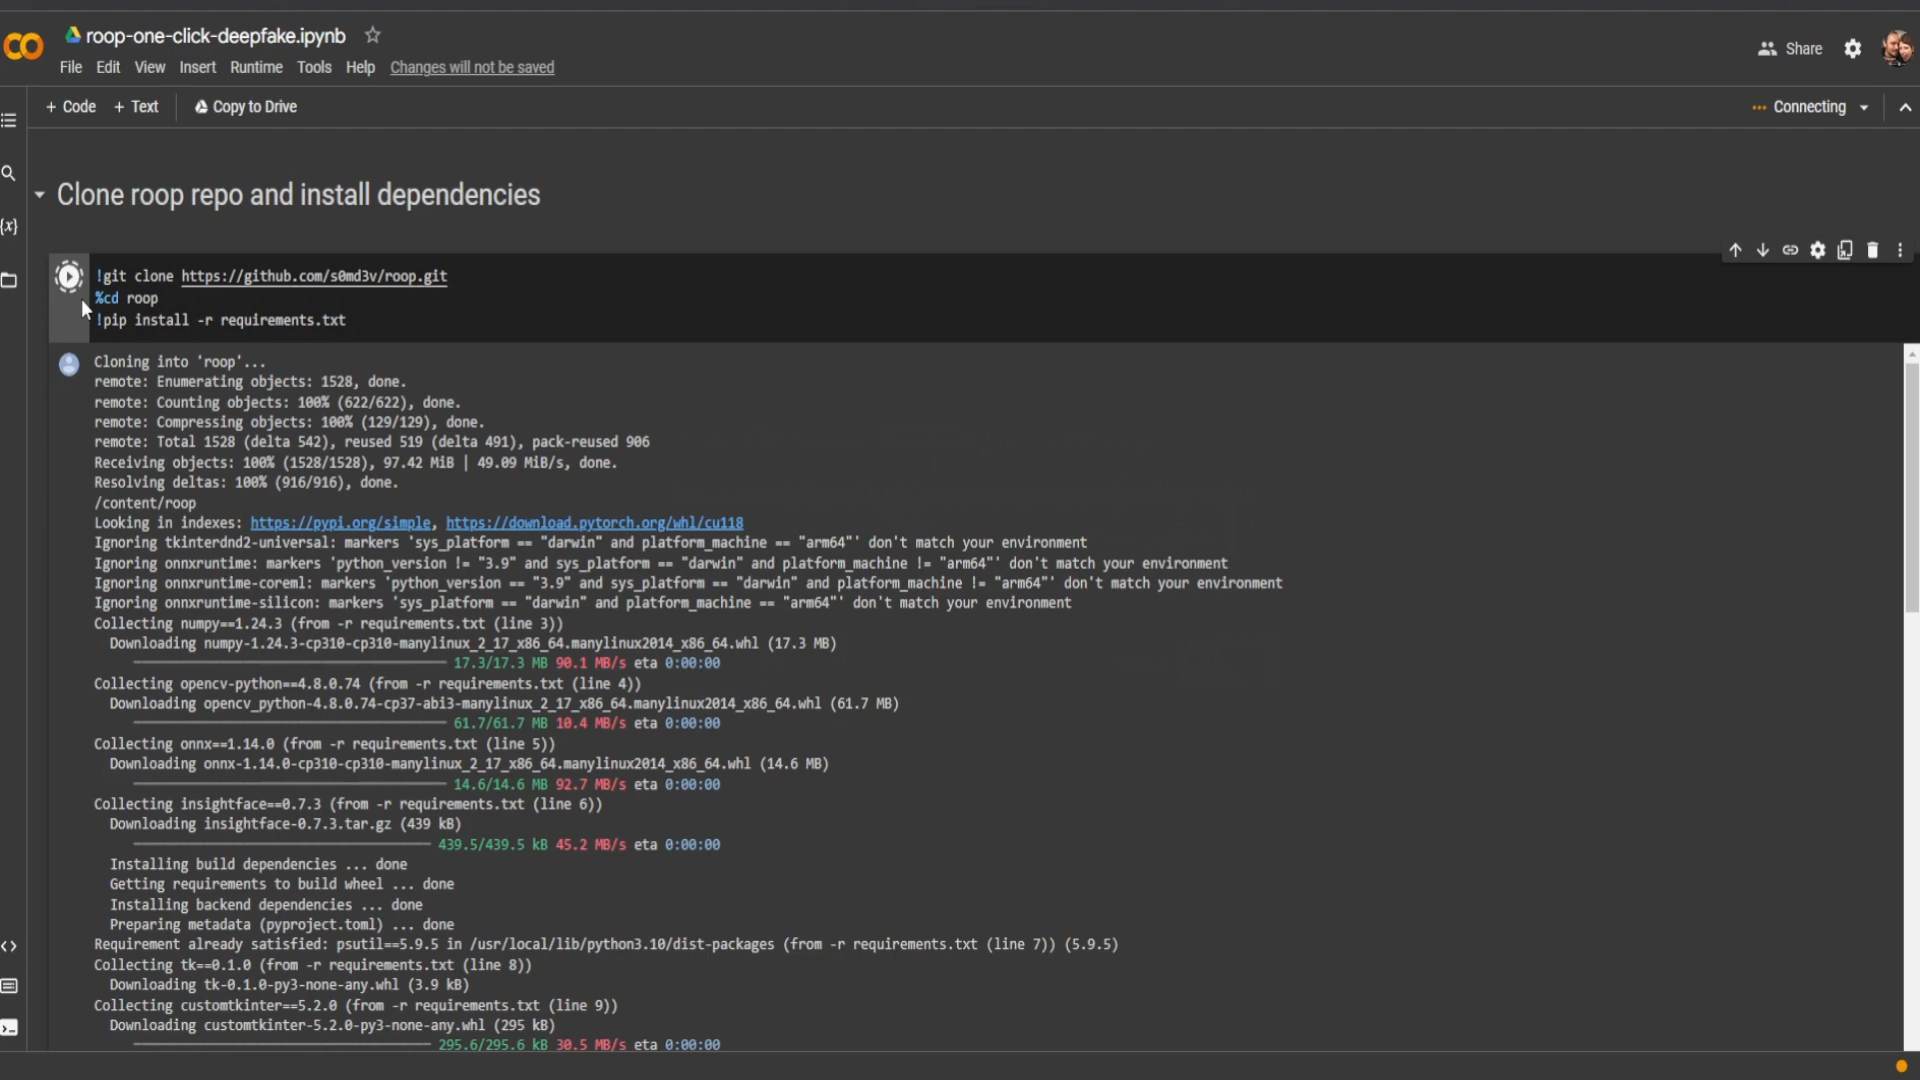 roop-one-click-deepfake.ipynb
File Edit View Insert Runtime Tools Help Changes will not be saved
Share
+ Code + Text Copy to Drive
Connecting
Clone roop repo and install dependencies
!git clone https://github.com/s0md3v/roop.git
%cd roop
!pip install -r requirements.txt
Cloning into 'roop'...
remote: Enumerating objects: 1528, done.
remote: Counting objects: 100% (622/622), done.
remote: Compressing objects: 100% (129/129), done.
remote: Total 1528 (delta 542), reused 519 (delta 491), pack-reused 906
Receiving objects: 100% (1528/1528), 97.42 MiB | 49.09 MiB/s, done.
Resolving deltas: 100% (916/916), done.
/content/roop
Looking in indexes: https://pypi.org/simple, https://download.pytorch.org/whl/cu118
Ignoring tkinterdnd2-universal: markers 'sys_platform == "darwin" and platform_machine == "arm64"' don't match your environment
Ignoring onnxruntime: markers 'python_version != "3.9" and sys_platform == "darwin" and platform_machine != "arm64"' don't match your environment
Ignoring onnxruntime-coreml: markers 'python_version == "3.9" and sys_platform == "darwin" and platform_machine != "arm64"' don't match your environment
Ignoring onnxruntime-silicon: markers 'sys_platform == "darwin" and platform_machine == "arm64"' don't match your environment
Collecting numpy==1.24.3 (from -r requirements.txt (line 3))
Downloading numpy-1.24.3-cp310-cp310-manylinux_2_17_x86_64.manylinux2014_x86_64.whl (17.3 MB)
17.3/17.3 MB 90.1 MB/s eta 0:00:00
Collecting opencv-python==4.8.0.74 (from -r requirements.txt (line 4))
Downloading opencv_python-4.8.0.74-cp37-abi3-manylinux_2_17_x86_64.manylinux2014_x86_64.whl (61.7 MB)
61.7/61.7 MB 10.4 MB/s eta 0:00:00
Collecting onnx==1.14.0 (from -r requirements.txt (line 5))
Downloading onnx-1.14.0-cp310-cp310-manylinux_2_17_x86_64.manylinux2014_x86_64.whl (14.6 MB)
14.6/14.6 MB 92.7 MB/s eta 0:00:00
Collecting insightface==0.7.3 (from -r requirements.txt (line 6))
Downloading insightface-0.7.3.tar.gz (439 kB)
439.5/439.5 kB 45.2 MB/s eta 0:00:00
Installing build dependencies ... done
Getting requirements to build wheel ... done
Installing backend dependencies ... done
Preparing metadata (pyproject.toml) ... done
Requirement already satisfied: psutil==5.9.5 in /usr/local/lib/python3.10/dist-packages (from -r requirements.txt (line 7)) (5.9.5)
Collecting tk==0.1.0 (from -r requirements.txt (line 8))
Downloading tk-0.1.0-py3-none-any.whl (3.9 kB)
Collecting customtkinter==5.2.0 (from -r requirements.txt (line 9))
Downloading customtkinter-5.2.0-py3-none-any.whl (295 kB)
295.6/295.6 kB 30.5 MB/s eta 0:00:00